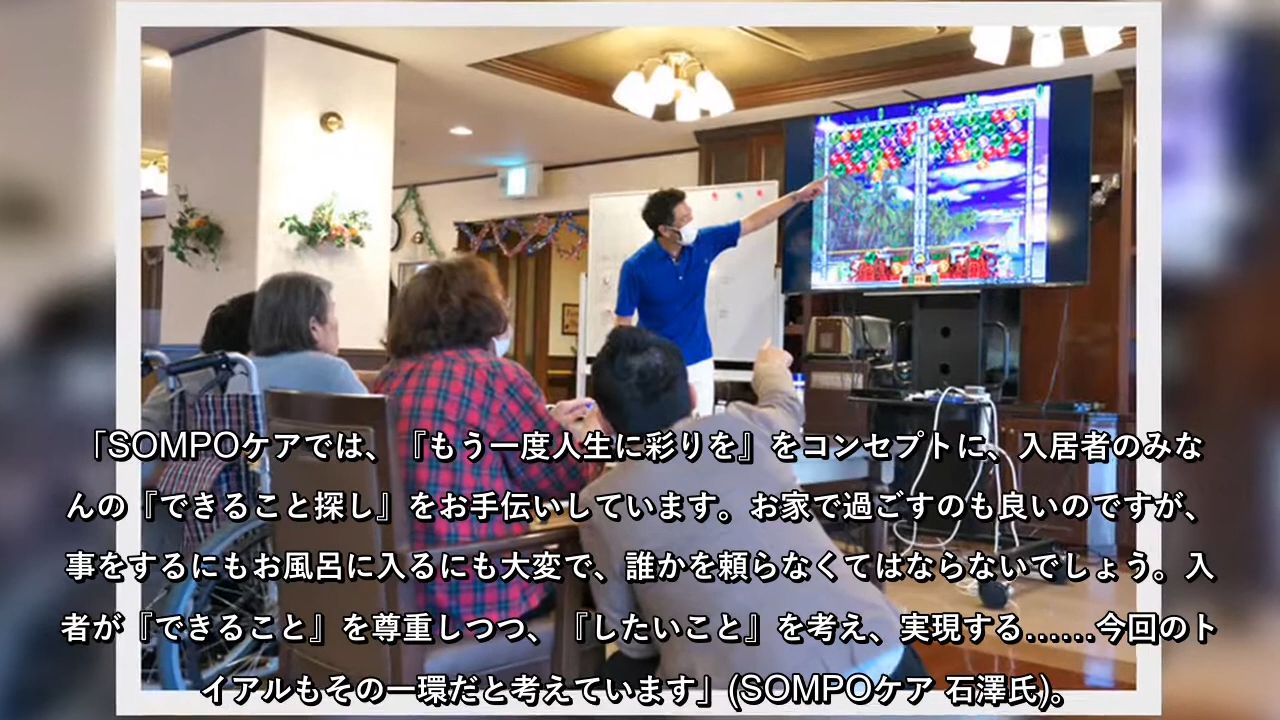 「SOMPOケアでは、『もう一度人生に彩りを』をコンセプトに、入居者のみな
んの『できること探し』をお手伝いしています。お家で過ごすのも良いのですが、
事をするにもお風呂に入るにも大変で、誰かを頼らなくてはならないでしょう。入
者が『できること』を尊重しつつ、『したいこと』を考え、実現する……今回のト
イアルもその一環だと考えています」(SOMPOケア 石澤氏)。